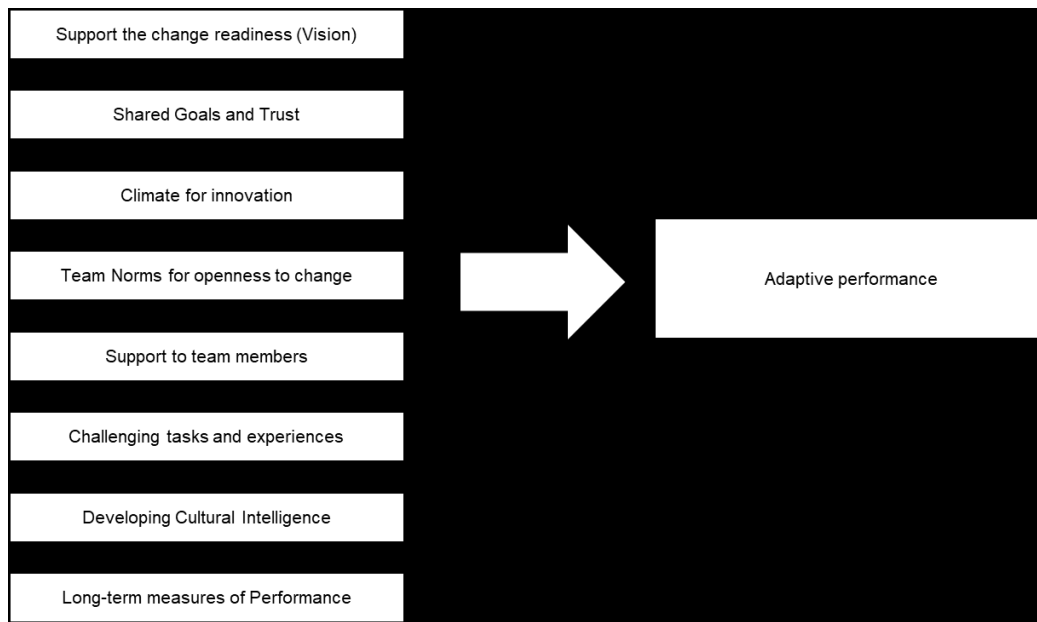 Support the change readiness (Vision)
Shared Goals and Trust
Climate for innovation
Team Norms for openness to change
Support to team members
Challenging tasks and experiences
Developing Cultural Intelligence
Long-term measures of Performance
Adaptive performance